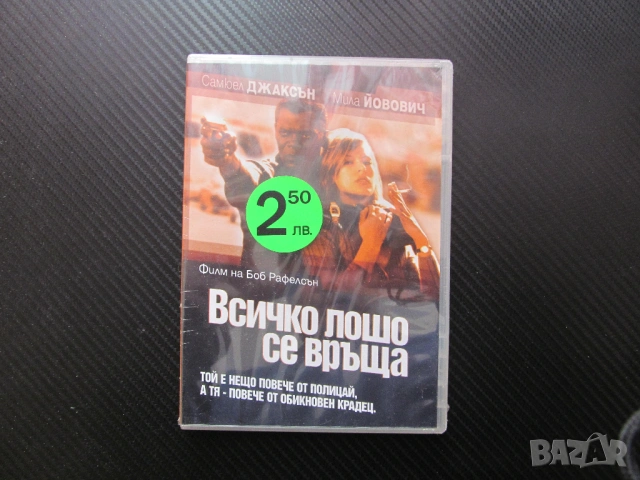 Самюел ДЖАКСЪН
Мила ЙОВОВИЧ
2 50
лв.
Филм на Боб Рафелсън
Всичко лошо
се връща
ТОЙ Е НЕЩО ПОВЕЧЕ ОТ ПОЛИЦАЙ,
А ТЯ - ПОВЕЧЕ ОТ ОБИКНОВЕН КРАДЕЦ.
BAZAR